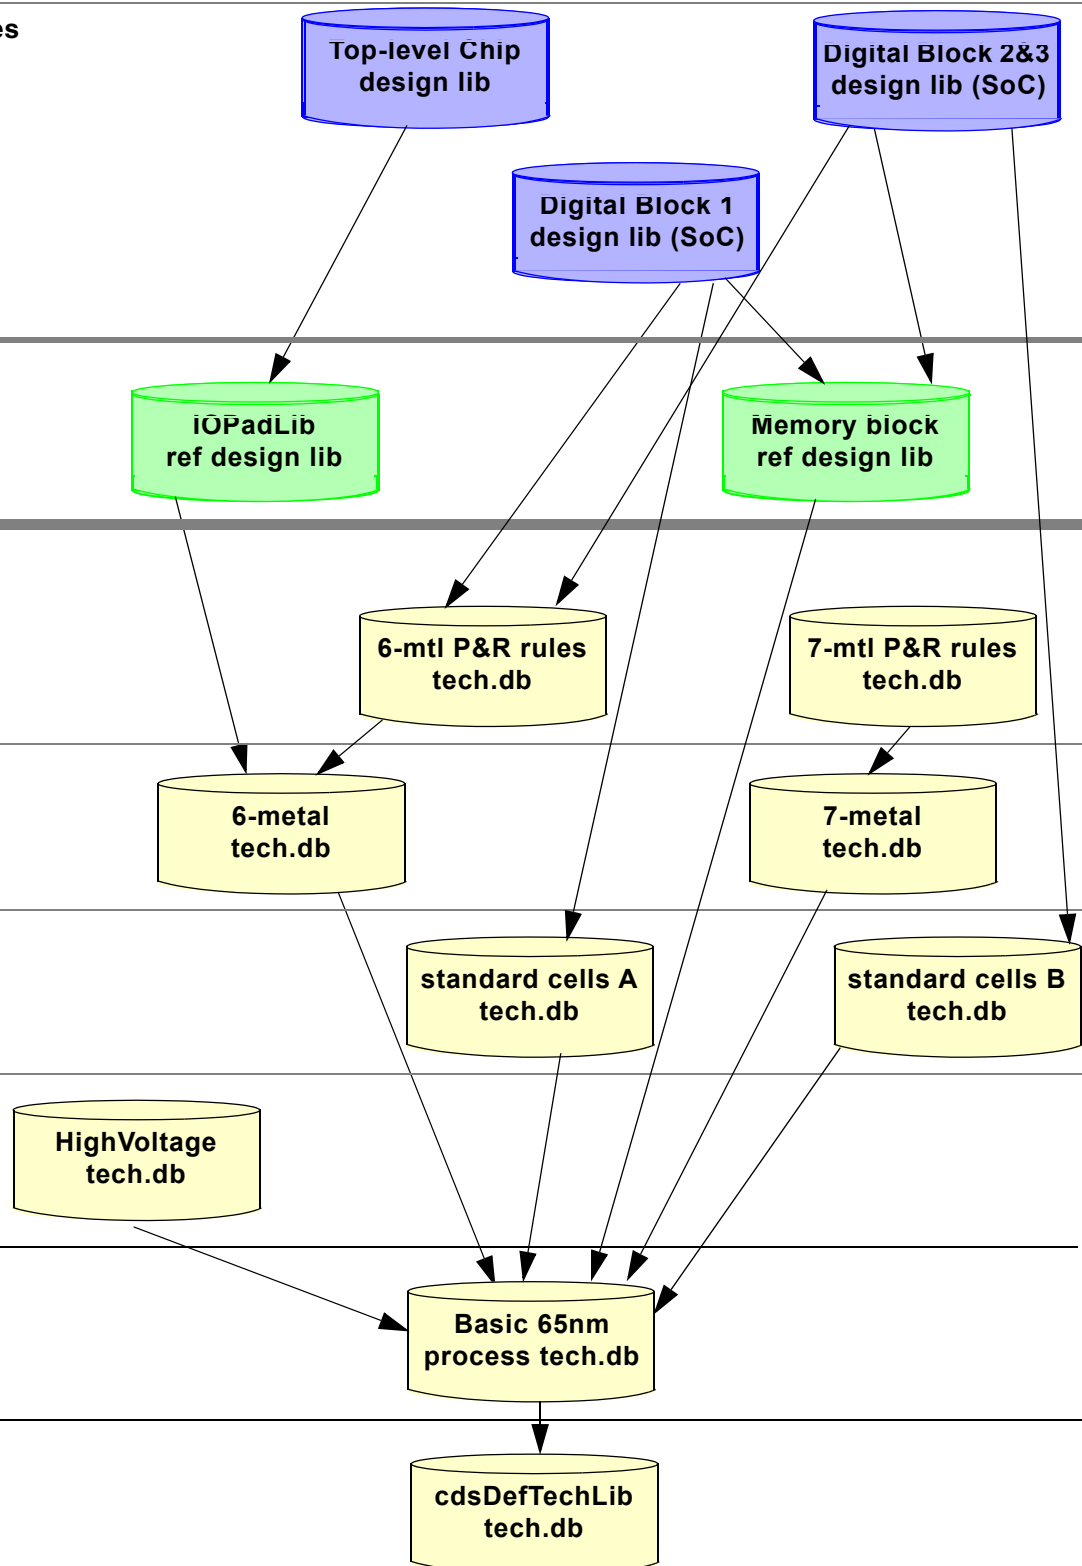 es
Top-level Chip
design lib
Digital Block 2&3
design lib (SoC)
Digital Block 1
design lib (SoC)
IOPadLib
ref design lib
Memory block
ref design lib
6-mtl P&R rules
tech.db
7-mtl P&R rules
tech.db
6-metal
tech.db
7-metal
tech.db
standard cells A
tech.db
standard cells B
tech.db
HighVoltage
tech.db
Basic 65nm
process tech.db
cdsDefTechLib
tech.db